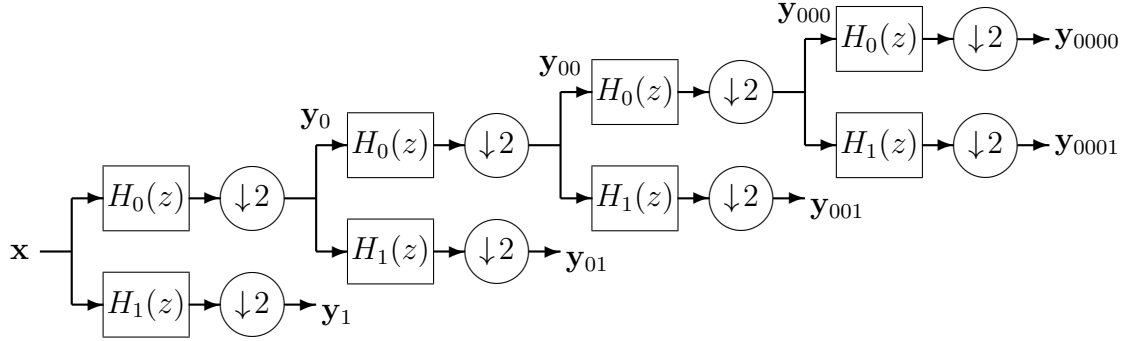 y₀₀₀ H₀(z) ↓2 y₀₀₀₀
y₀₀ H₀(z) ↓2
y₀ H₀(z) ↓2 H₁(z) ↓2 y₀₀₀₁
H₀(z) ↓2 H₁(z) ↓2 y₀₀₁
x H₁(z) ↓2 y₀₁
H₁(z) ↓2 y₁